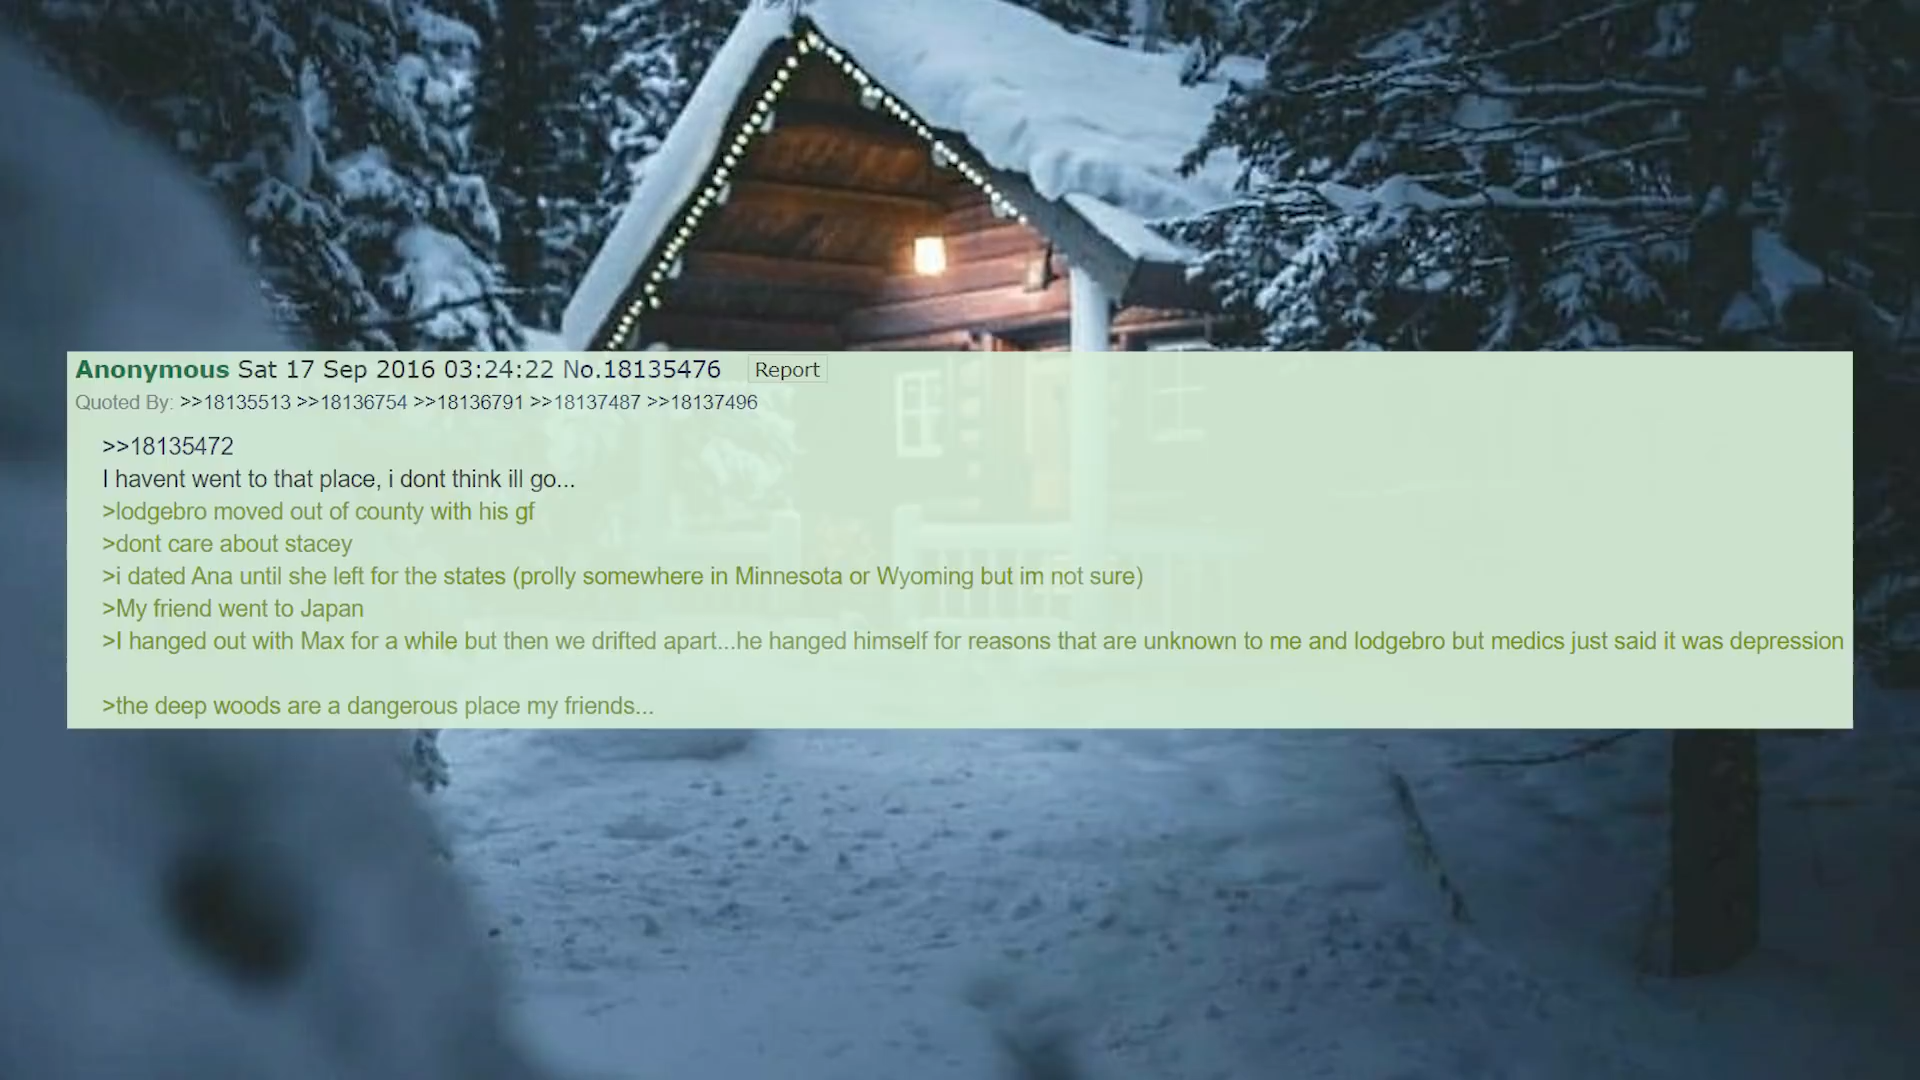 Anonymous Sat 17 Sep 2016 03:24:22 No.18135476 Report
Quoted By: >>18135513 >>18136754 >>18136791 >>18137487 >>18137496
>>18135472
I havent went to that place, i dont think ill go...
>lodgebro moved out of county with his gf
>dont care about stacey
>i dated Ana until she left for the states (prolly somewhere in Minnesota or Wyoming but im not sure)
>My friend went to Japan
>I hanged out with Max for a while but then we drifted apart...he hanged himself for reasons that are unknown to me and lodgebro but medics just said it was depression
>the deep woods are a dangerous place my friends...